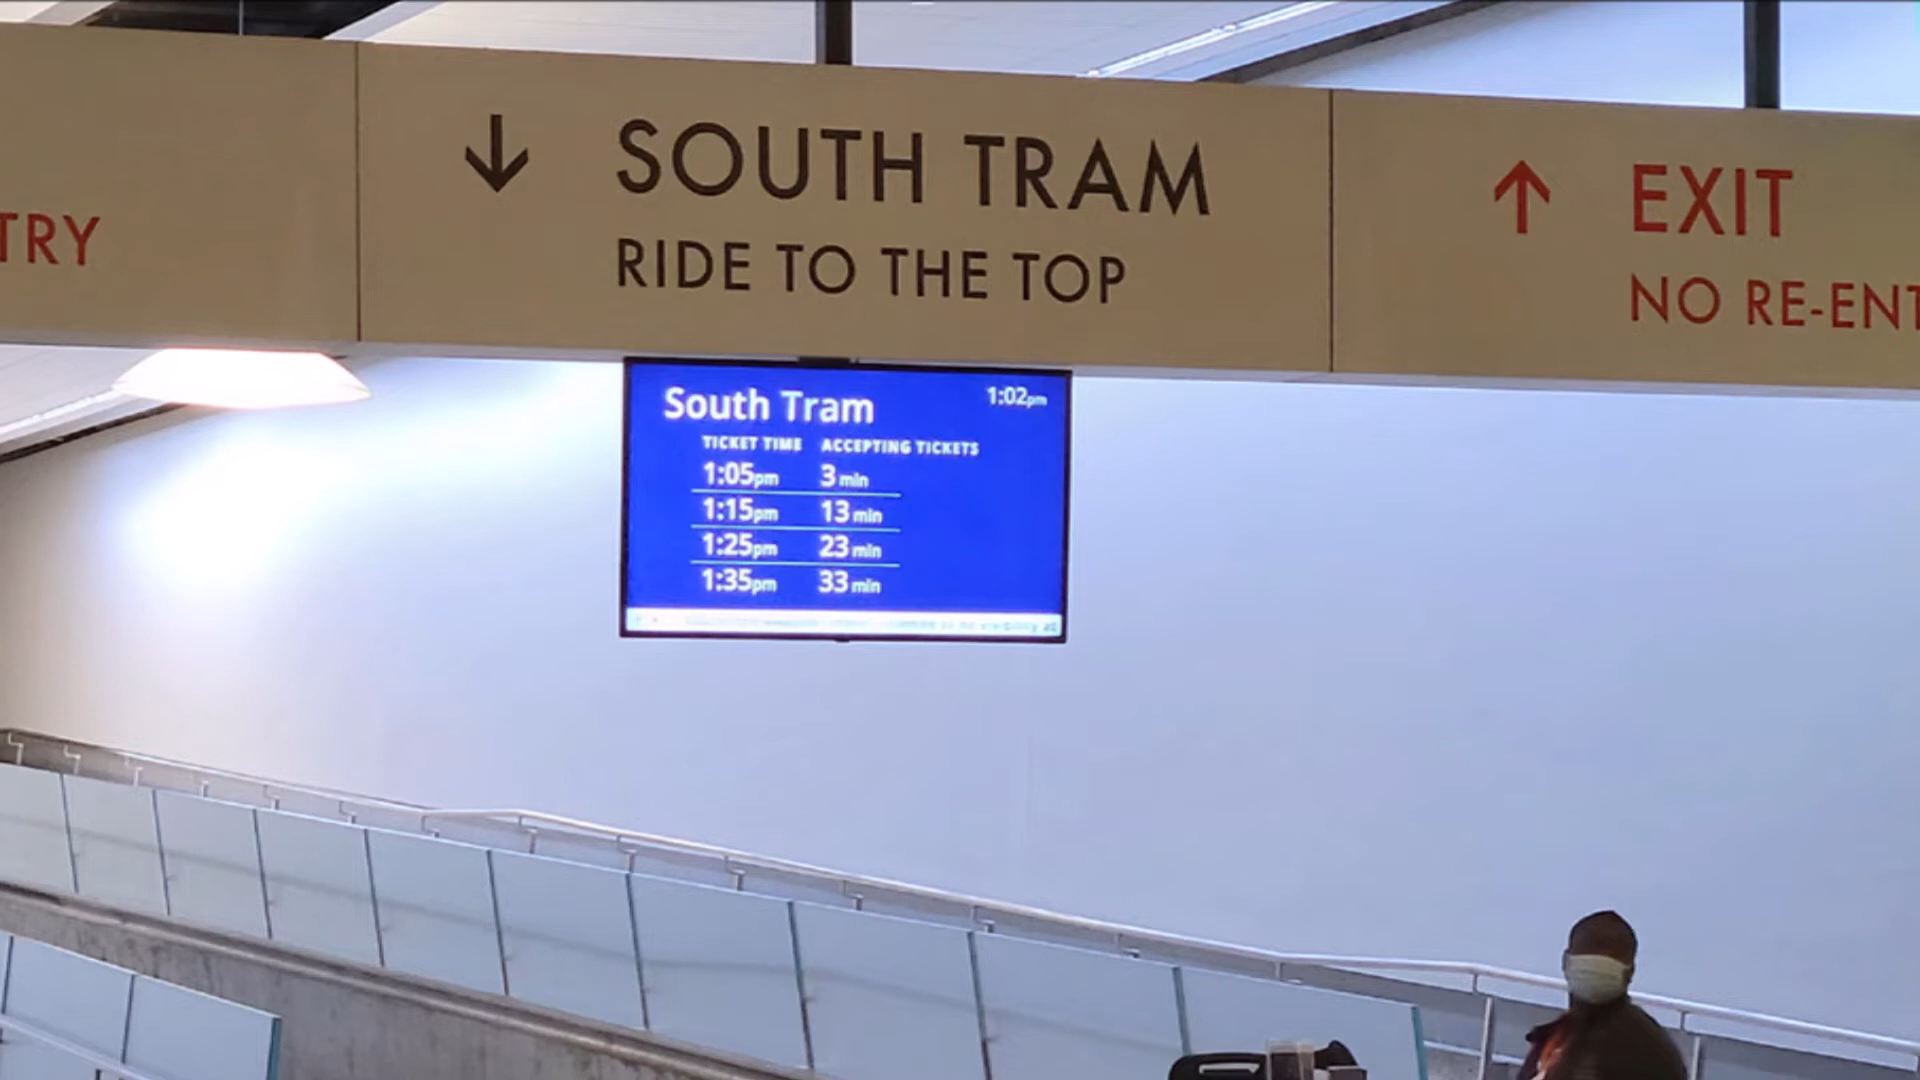 TRY
↓ SOUTH TRAM
RIDE TO THE TOP
↑ EXIT
NO RE-ENT
South Tram 1:02pm
TICKET TIME ACCEPTING TICKETS
1:05pm 3 min
1:15pm 13 min
1:25pm 23 min
1:35pm 33 min